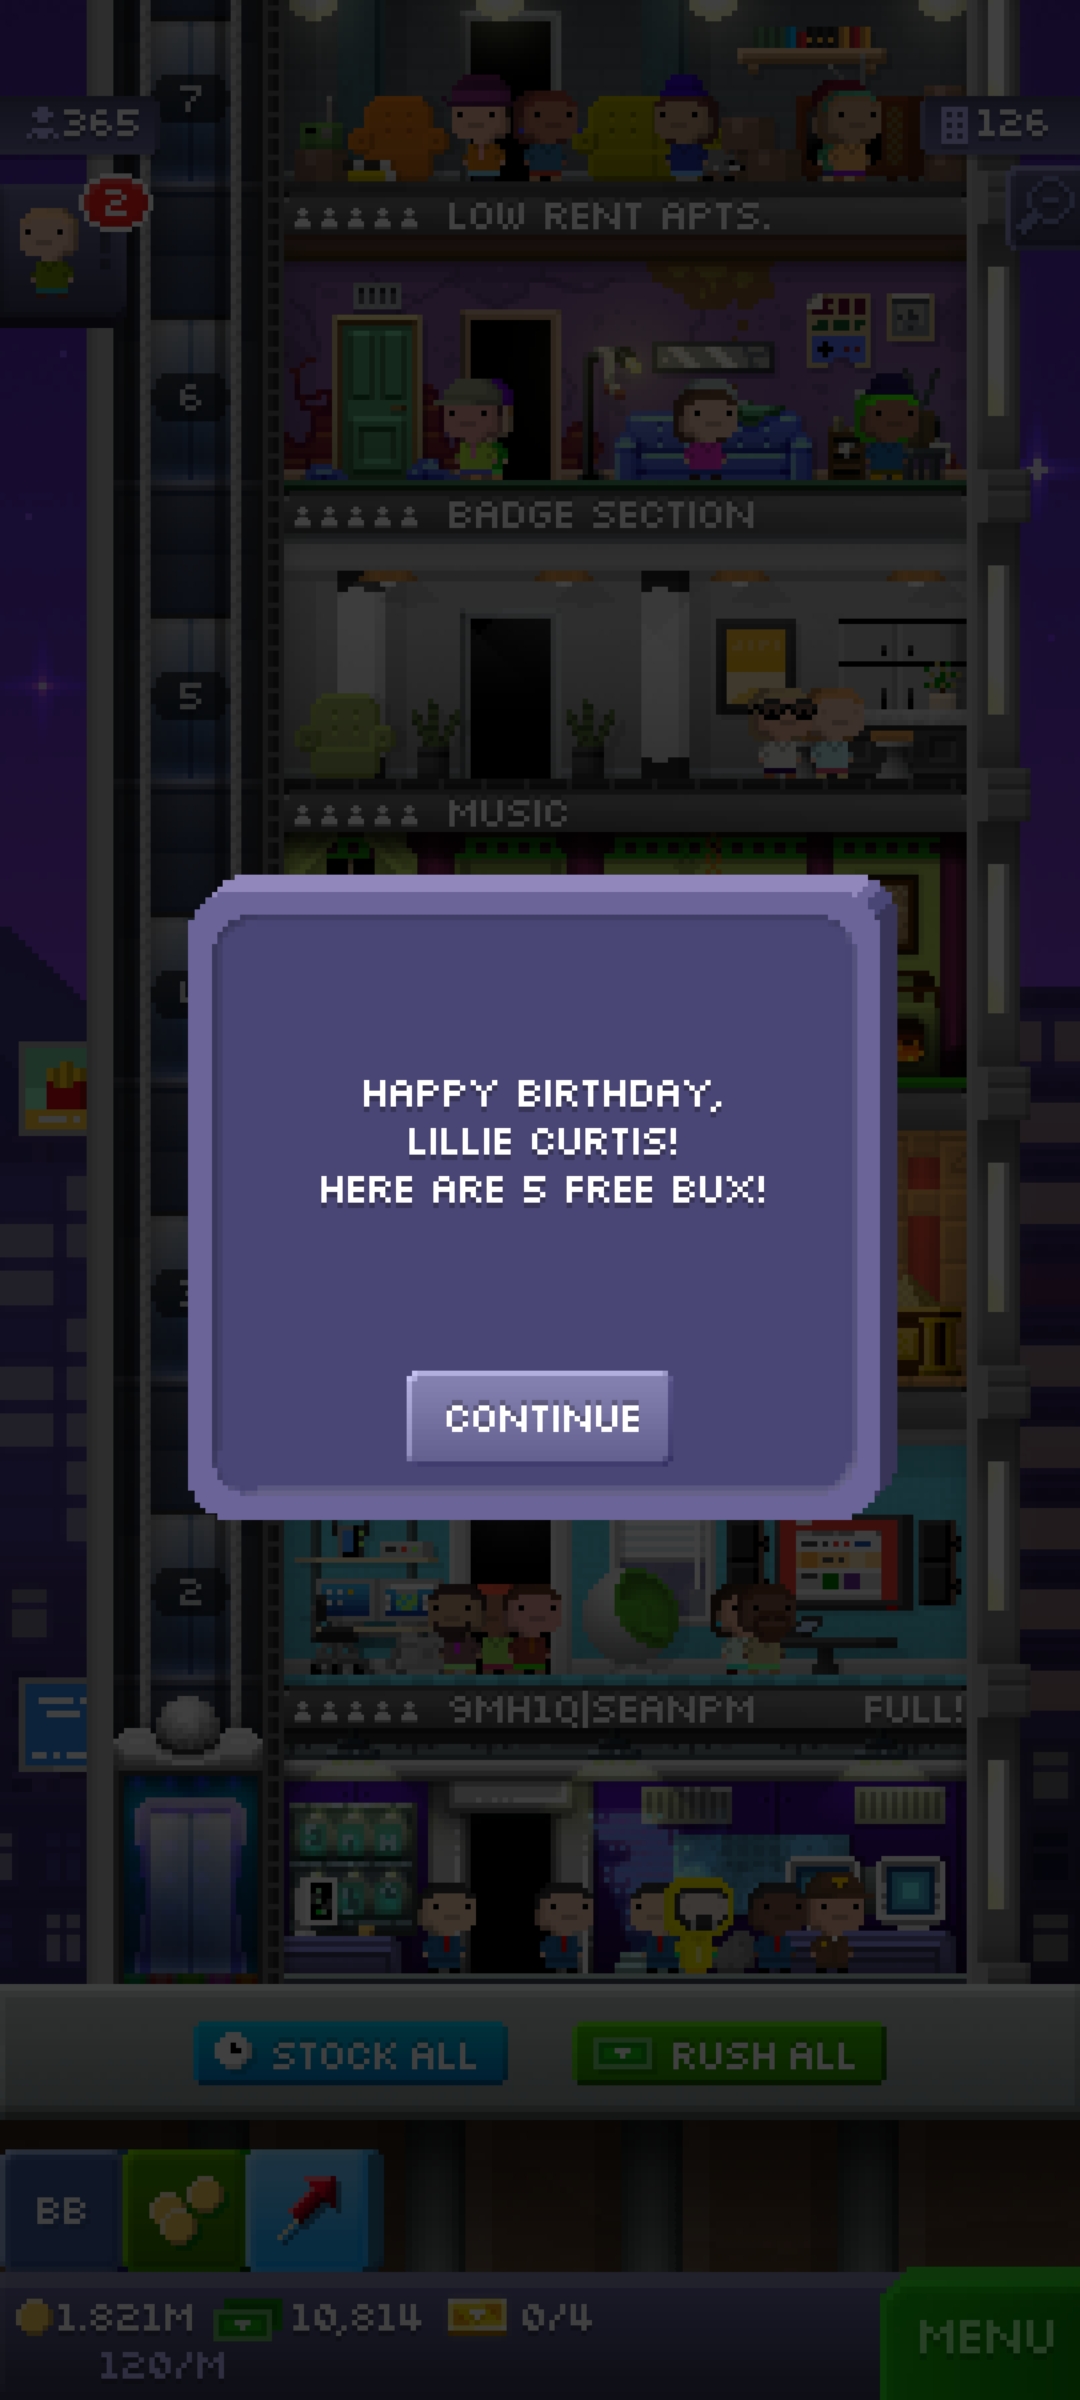 7
365
126
2
LOW RENT APTS.
6
BADGE SECTION
5
MUSIC
HAPPY BIRTHDAY,
LILLIE CURTIS!
HERE ARE 5 FREE BUX!
CONTINUE
2
9MH1Q|SEANPM FULL!
STOCK ALL
RUSH ALL
BB
1.821M
10,814
0/4
120/M
MENU